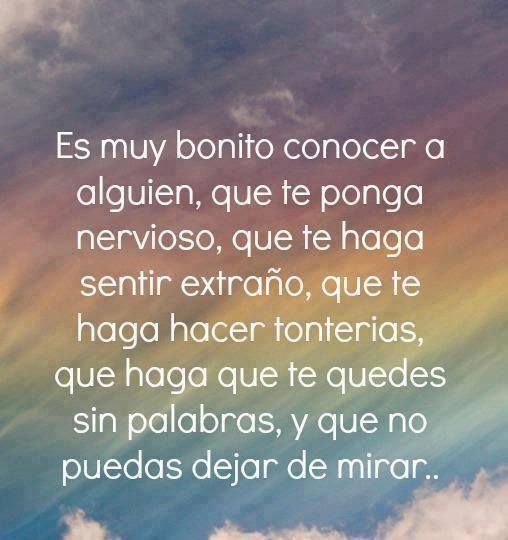 Es muy bonito conocer a
alguien, que te ponga
nervioso, que te haga
sentir extraño, que te
haga hacer tonterias,
que haga que te quedes
sin palabras, y que no
puedas dejar de mirar..